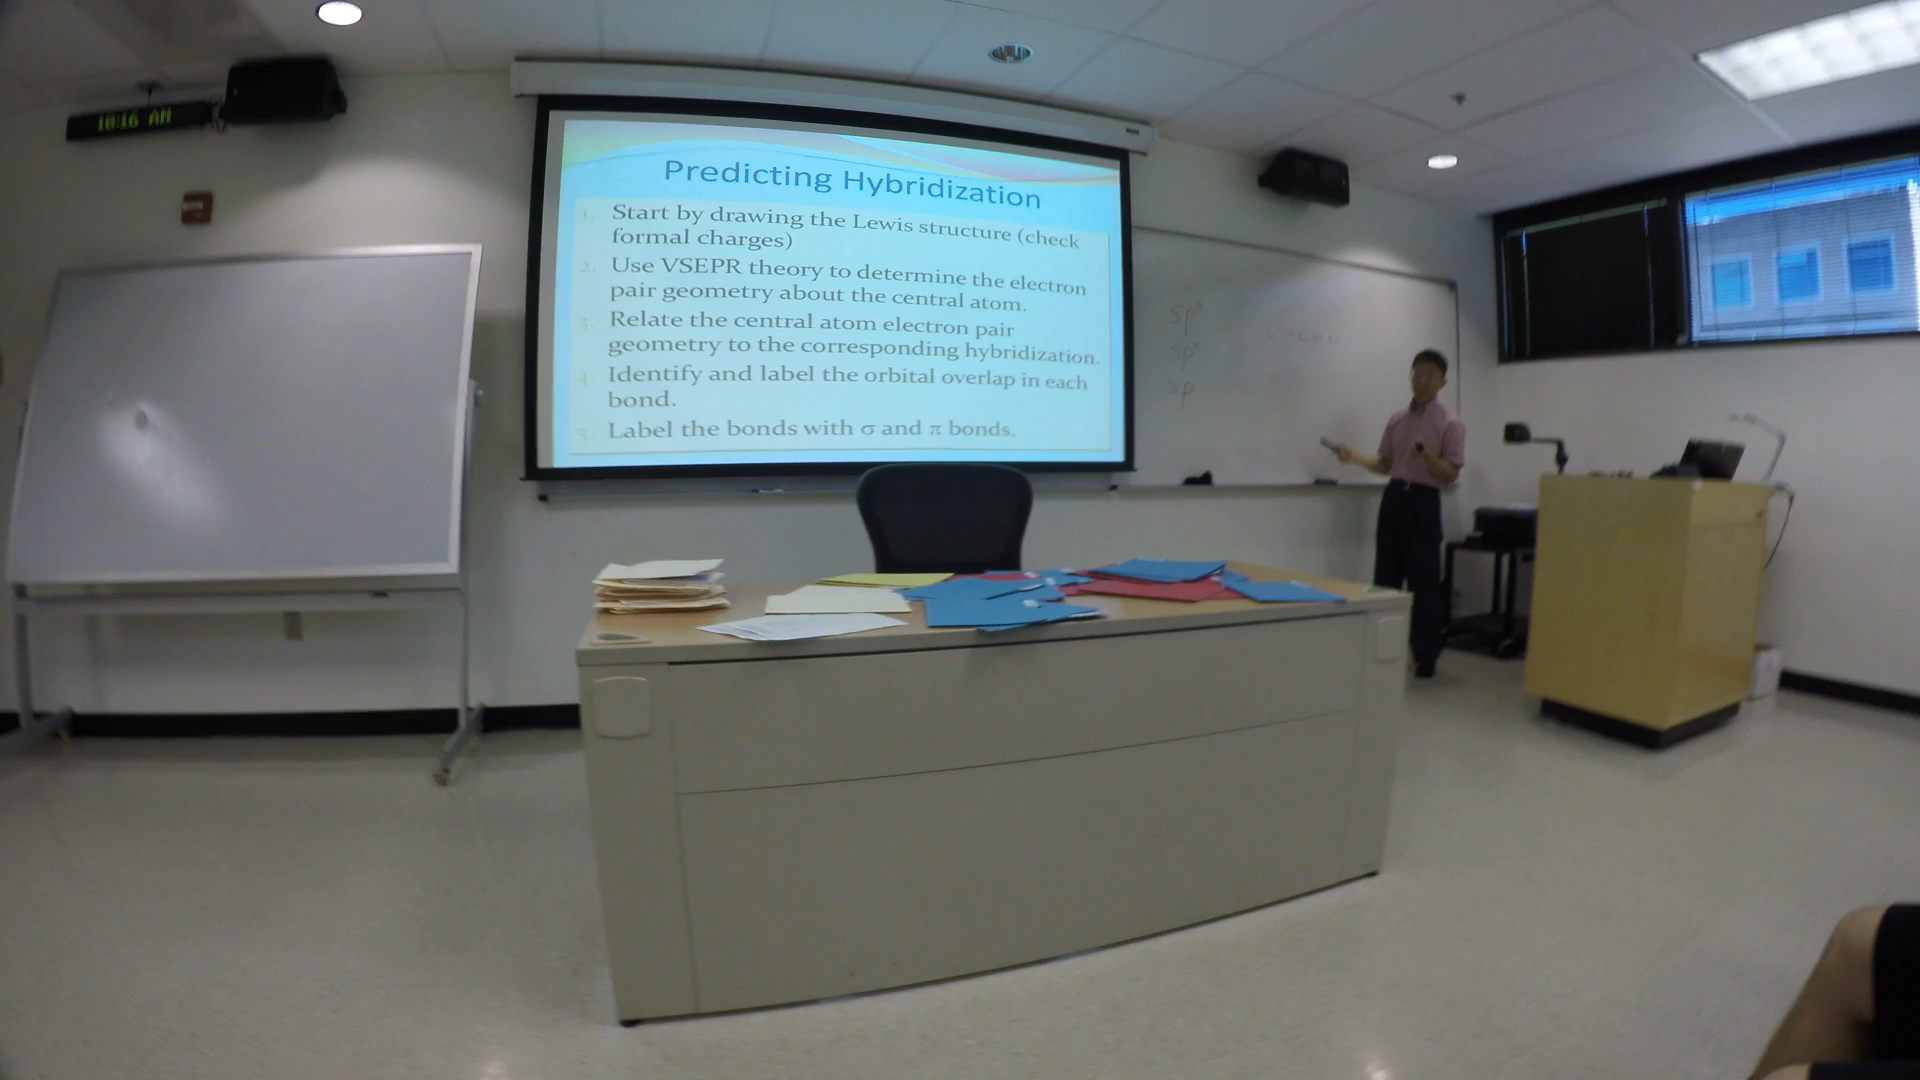 10:16 AM
Predicting Hybridization
1. Start by drawing the Lewis structure (check
formal charges)
2. Use VSEPR theory to determine the electron
pair geometry about the central atom.
3. Relate the central atom electron pair
geometry to the corresponding hybridization.
4. Identify and label the orbital overlap in each
bond.
5. Label the bonds with σ and π bonds.
sp³
sp²
sp